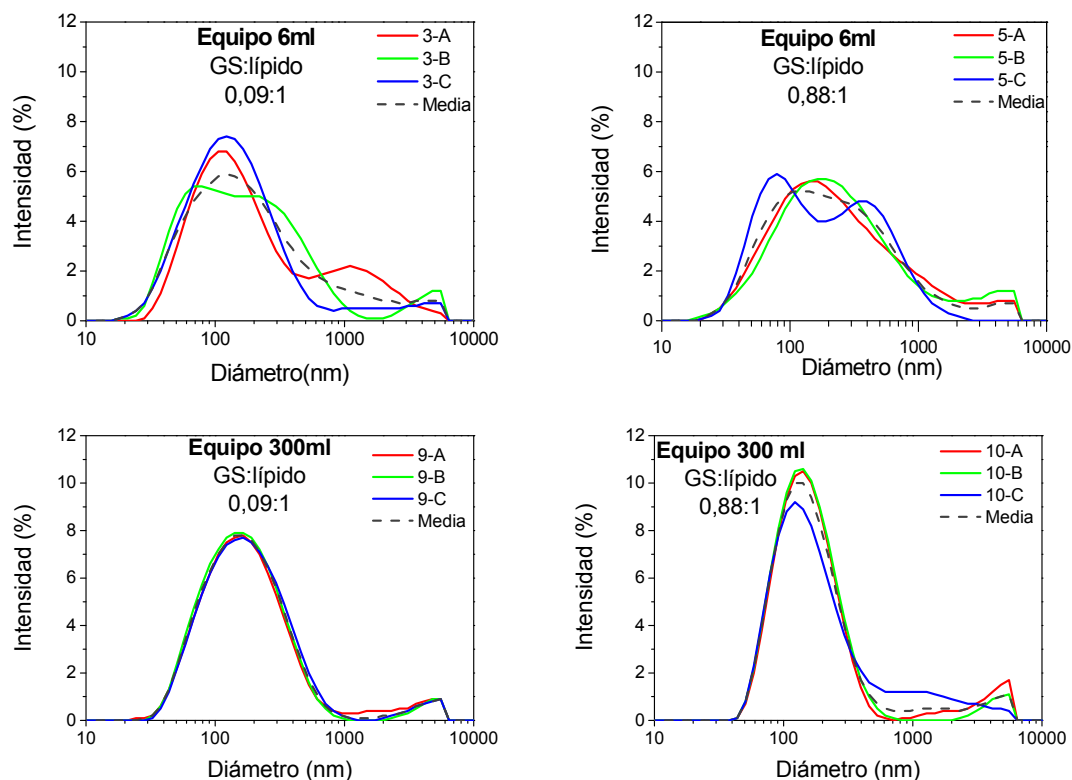 Equipo 6ml
GS:lípido
0,09:1
3-A
3-B
3-C
Media
Intensidad (%)
12
10
8
6
4
2
0
10
100
1000
10000
Diámetro(nm)
Equipo 6ml
GS:lípido
0,88:1
5-A
5-B
5-C
Media
Intensidad (%)
12
10
8
6
4
2
0
10
100
1000
10000
Diámetro (nm)
Equipo 300ml
GS:lípido
0,09:1
9-A
9-B
9-C
Media
Intensidad (%)
12
10
8
6
4
2
0
10
100
1000
10000
Diámetro (nm)
Equipo 300 ml
GS:lípido
0,88:1
10-A
10-B
10-C
Media
Intensidad (%)
12
10
8
6
4
2
0
10
100
1000
10000
Diámetro (nm)